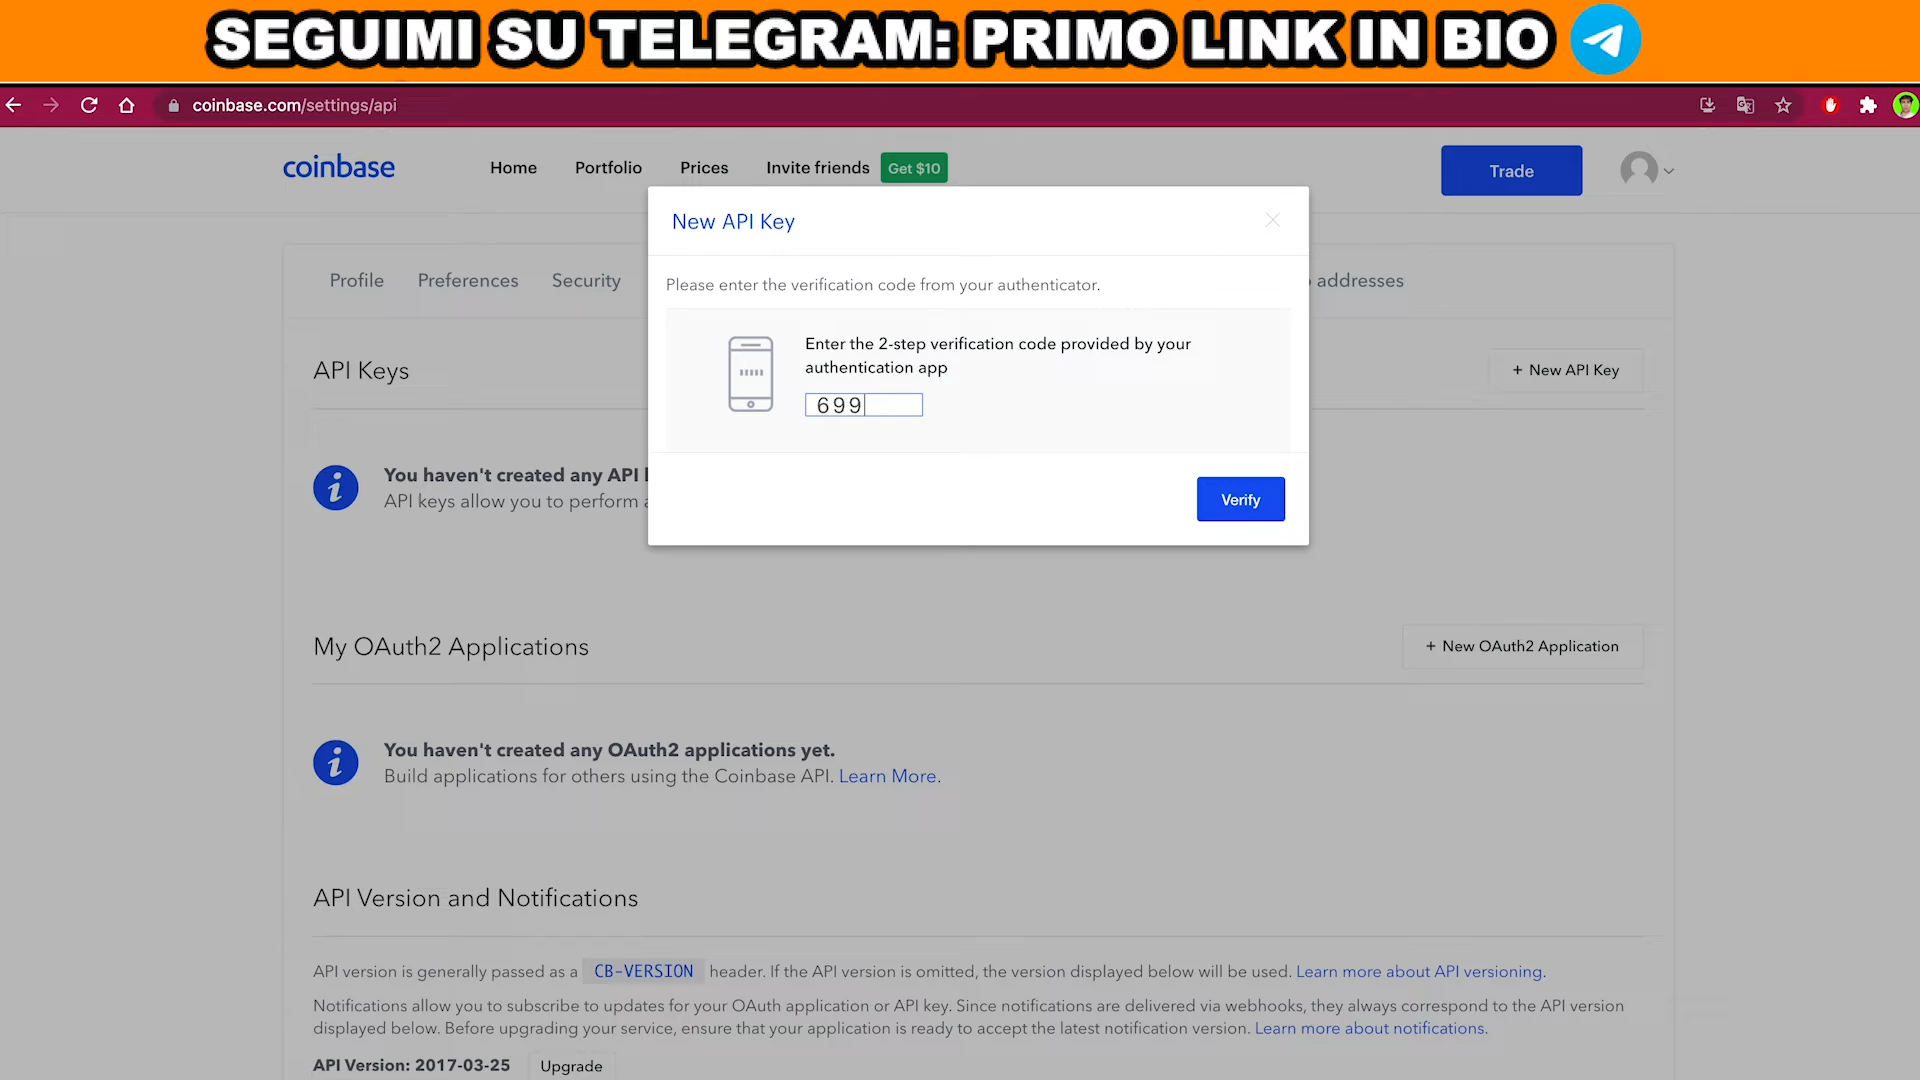 SEGUIMI SU TELEGRAM: PRIMO LINK IN BIO
coinbase.com/settings/api
coinbase
Home Portfolio Prices Invite friends Get $10 Trade
New API Key
Profile Preferences Security addresses
Please enter the verification code from your authenticator.
Enter the 2-step verification code provided by your
authentication app
699
API Keys
+ New API Key
You haven't created any API
API keys allow you to perform
Verify
My OAuth2 Applications
+ New OAuth2 Application
You haven't created any OAuth2 applications yet.
Build applications for others using the Coinbase API. Learn More.
API Version and Notifications
API version is generally passed as a CB-VERSION header. If the API version is omitted, the version displayed below will be used. Learn more about API versioning.
Notifications allow you to subscribe to updates for your OAuth application or API key. Since notifications are delivered via webhooks, they always correspond to the API version
displayed below. Before upgrading your service, ensure that your application is ready to accept the latest notification version. Learn more about notifications.
API Version: 2017-03-25 Upgrade